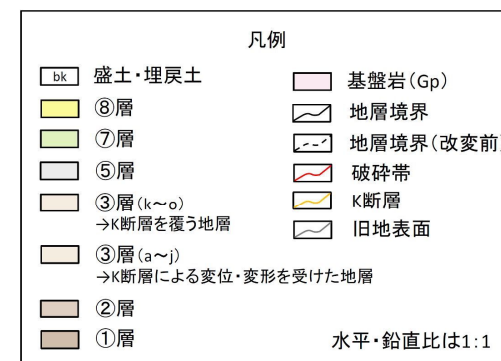 凡例
bk 盛土・埋戻土
⑧層
⑦層
⑤層
③層(k～o)
→K断層を覆う地層
③層(a～j)
→K断層による変位・変形を受けた地層
②層
①層
基盤岩(Gp)
地層境界
地層境界(改変前)
破砕帯
K断層
旧地表面
水平・鉛直比は1:1